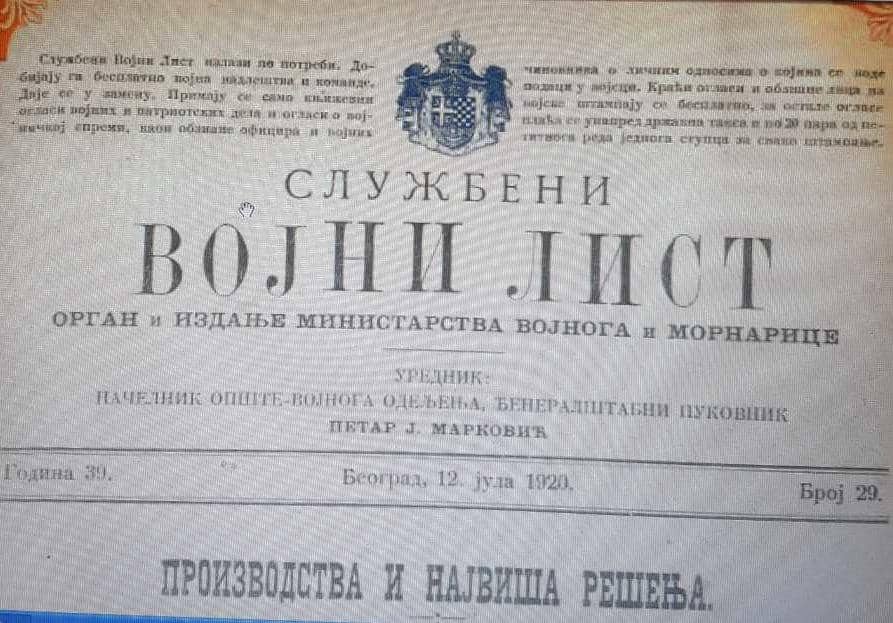 Службени Војни Лист излази по потреби. До-
бијају га бесплатно војна надлештва и команде.
Даје се у замену. Примају се само књижевни
огласи војних и патриотских дела и огласи о вој-
ничкој спреми, као и обзнане официра и војних
чиновника о личним односима о којима се воде
подаци у војсци. Краћи огласи и обзнане лица из
војске штампају се бесплатно, за остале огласе
плаћа се унапред државна такса и по 20 пара од пе-
титнога реда једнога ступца за свако штампање.
СЛУЖБЕНИ
ВОЈНИ ЛИСТ
ОРГАН и ИЗДАЊЕ МИНИСТАРСТВА ВОЈНОГА и МОРНАРИЦЕ
УРЕДНИК:
НАЧЕЛНИК ОПШТЕ-ВОЈНОГА ОДЕЉЕЊА, ЂЕНЕРАЛШТАБНИ ПУКОВНИК
ПЕТАР Ј. МАРКОВИЋ
Година 39.
Београд, 12. јула 1920.
Број 29.
ПРОИЗВОДСТВА И НАЈВИША РЕШЕЊА.